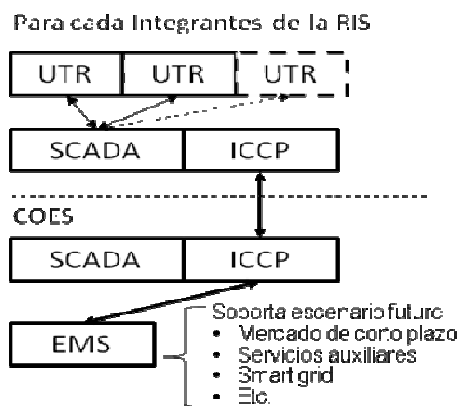 Para cada Integrantes de la RIS
UTR UTR UTR
SCADA ICCP
COES
SCADA ICCP
EMS
Soporta escenario futuro
• Mercado de corto plazo
• Servicios auxiliares
• Smart grid
• Etc.